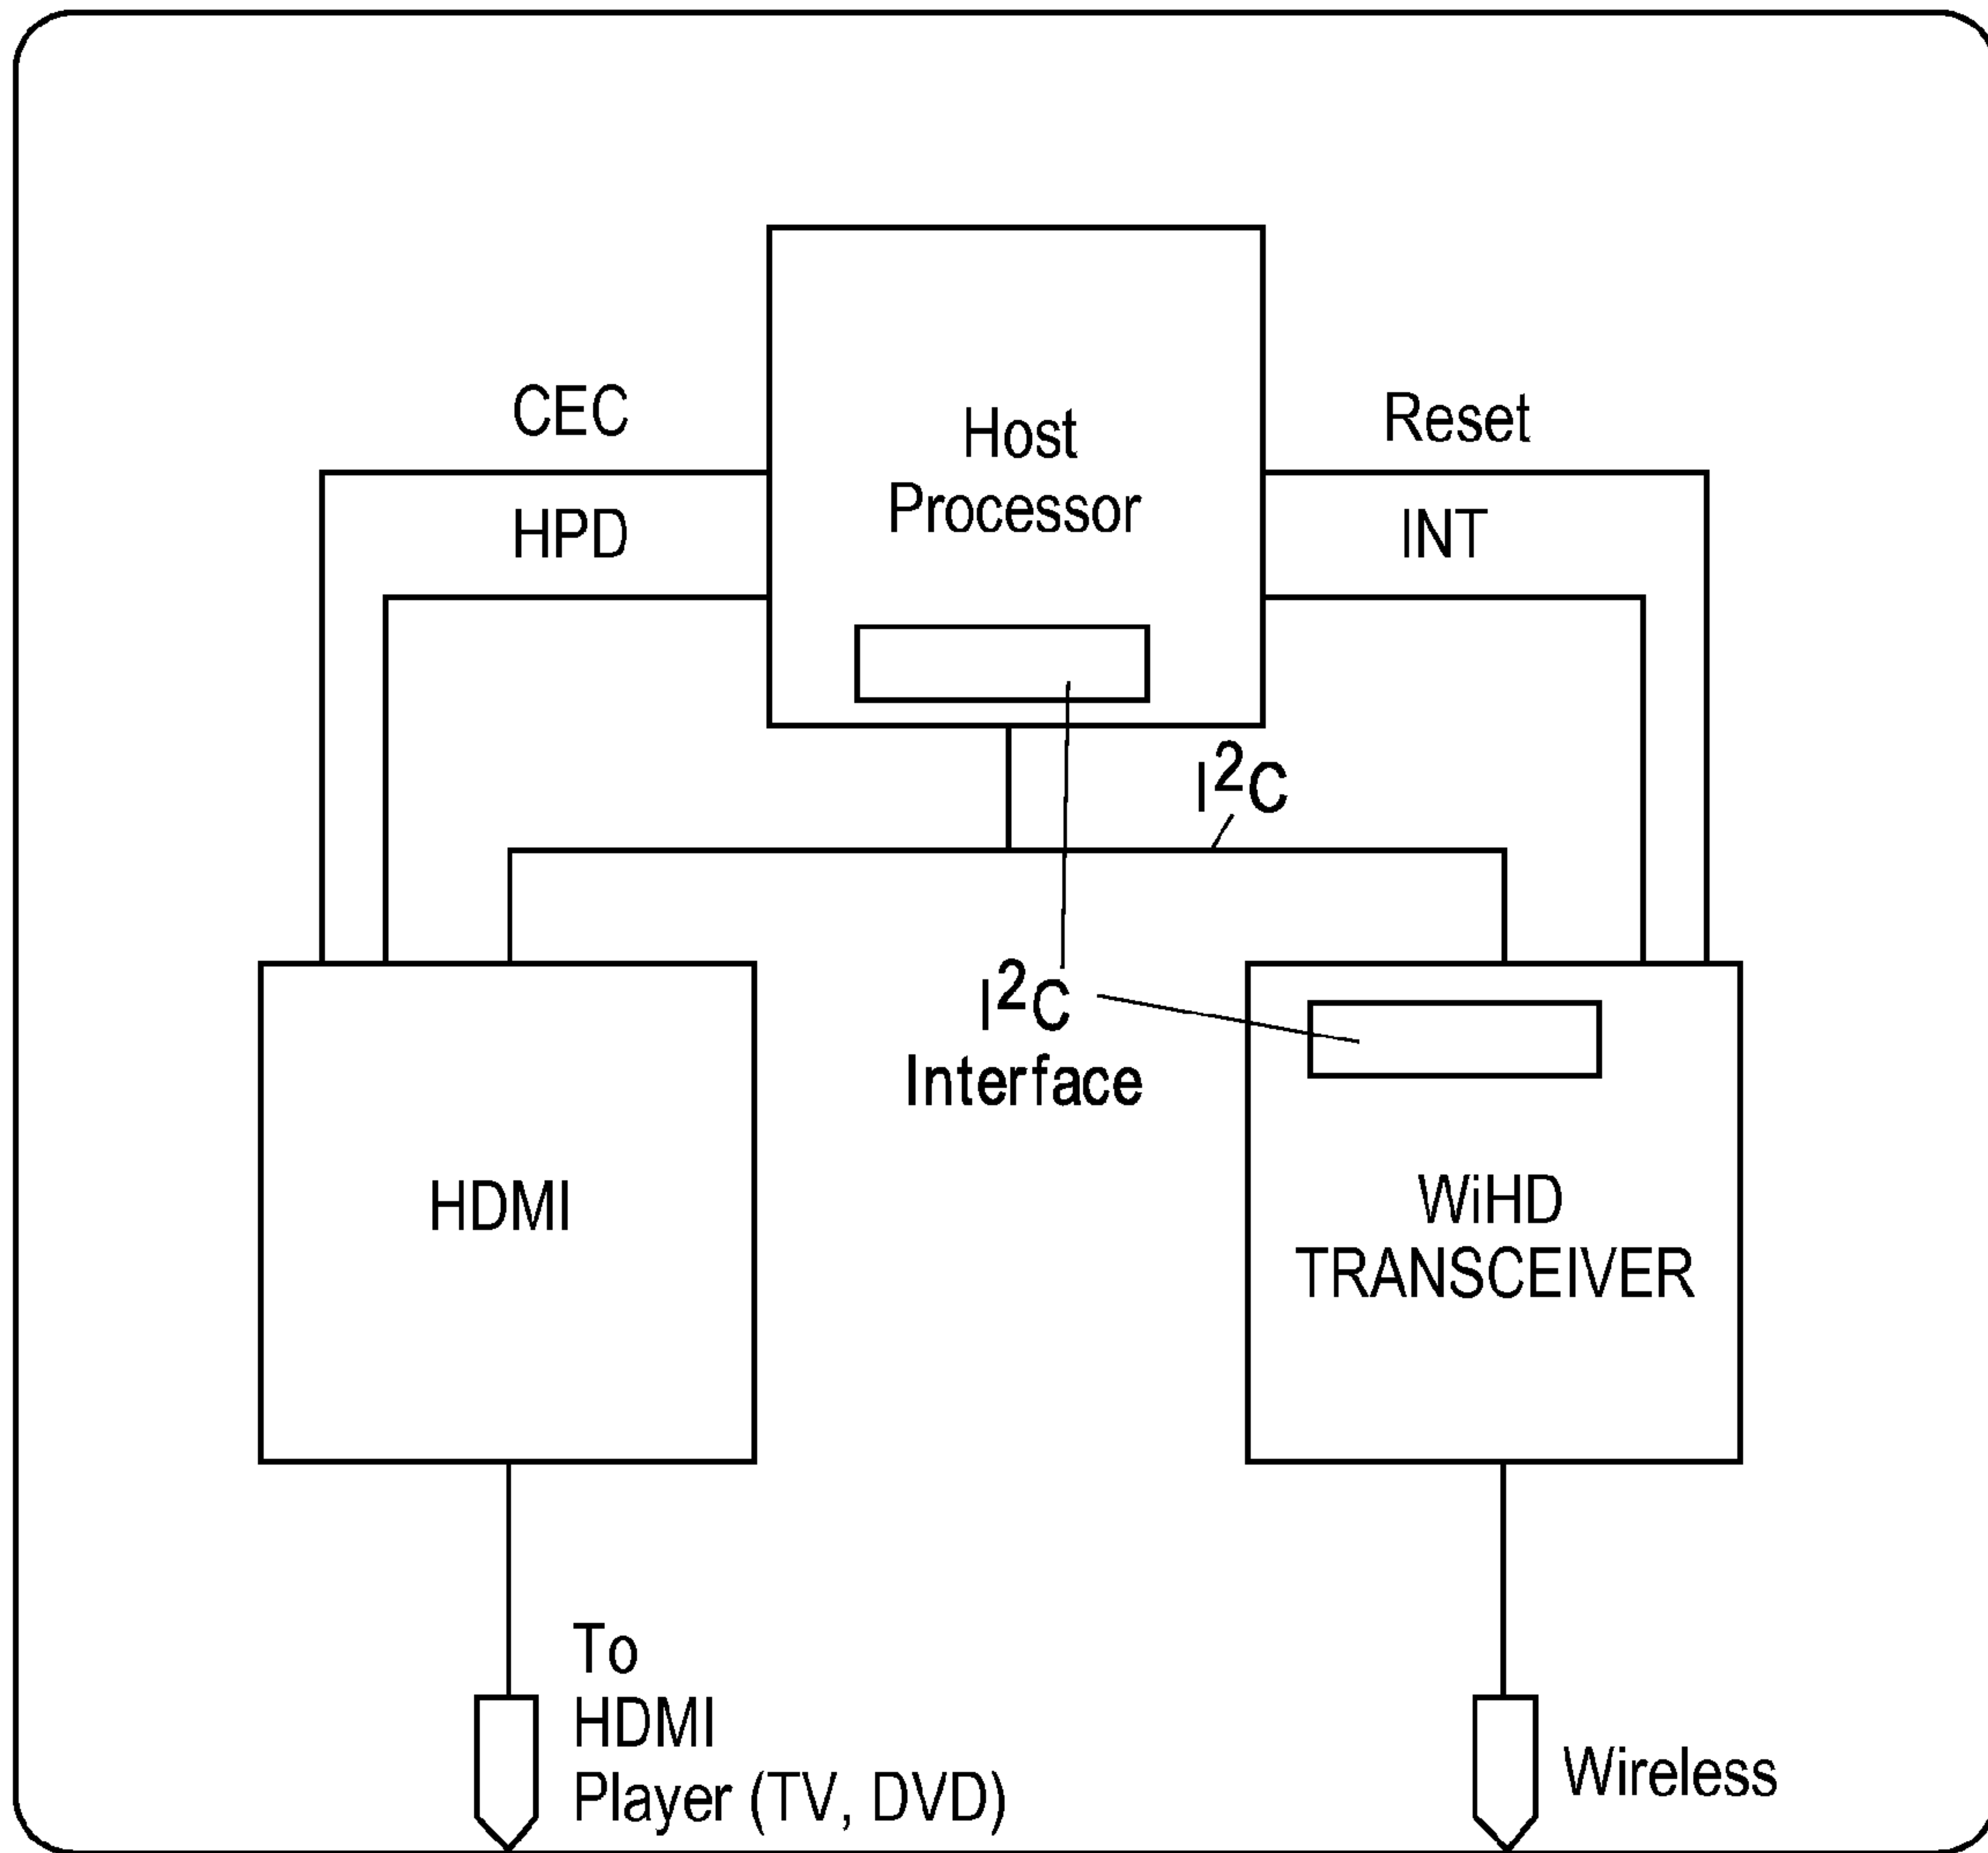 CEC
HPD
Host
Processor
Reset
INT
I²C
I²C
Interface
HDMI
WiHD
TRANSCEIVER
To
HDMI
Player (TV, DVD)
Wireless